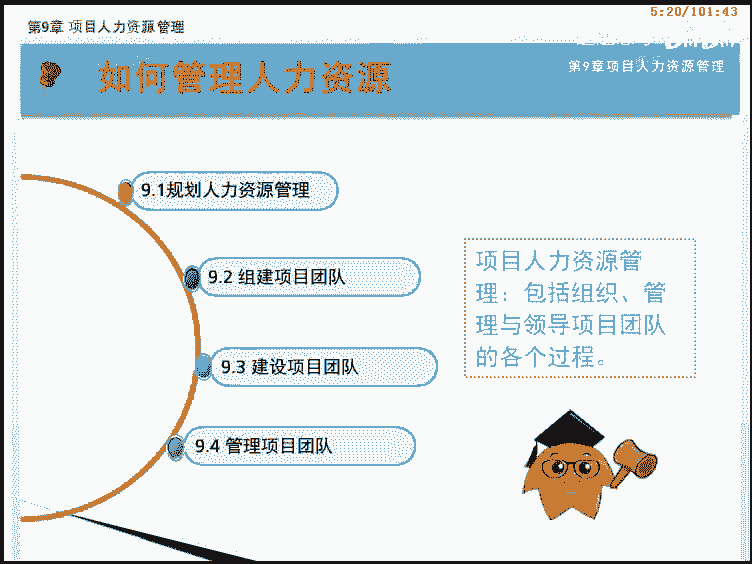 5:20/101:43
第9章 项目人力资源管理
第9章项目人力资源管理
如何管理人力资源
9.1规划人力资源管理
9.2 组建项目团队
9.3 建设项目团队
9.4 管理项目团队
项目人力资源管
理：包括组织、管
理与领导项目团队
的各个过程。